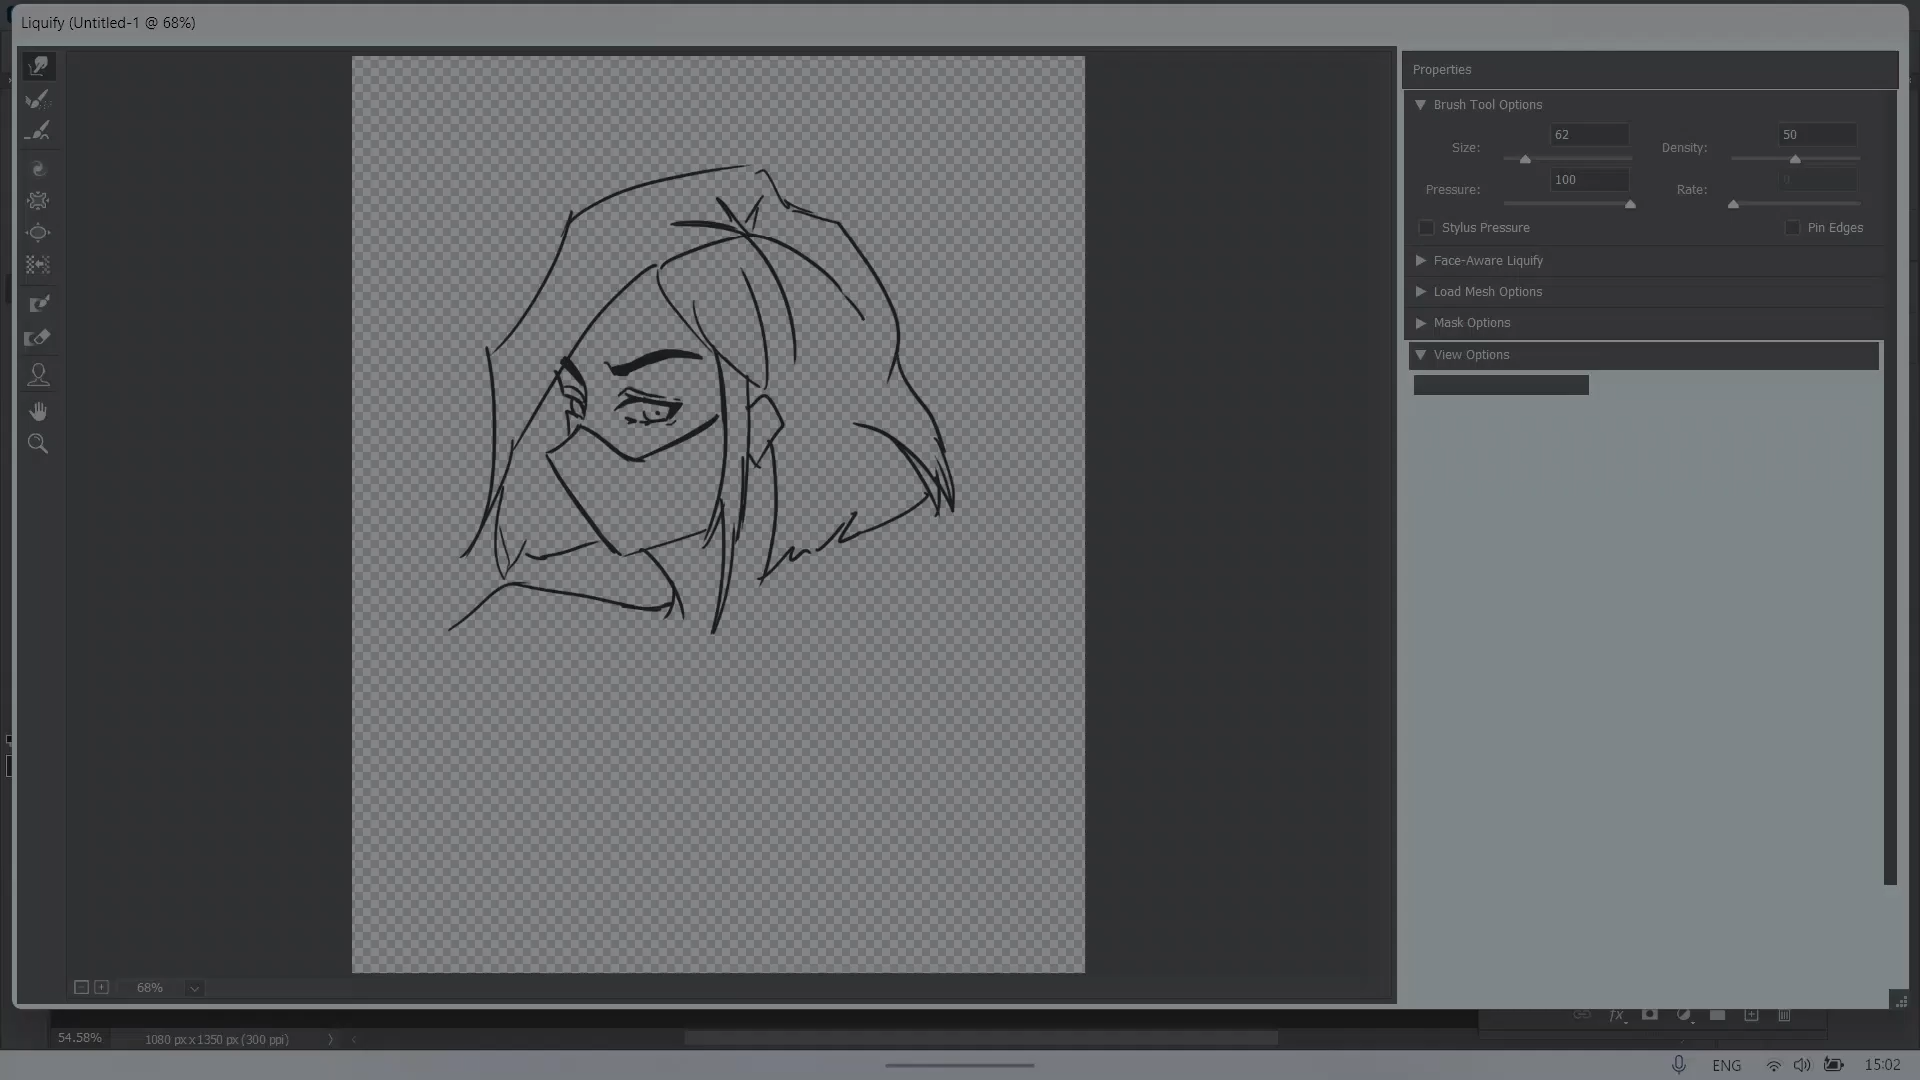 Liquify (Untitled-1 @ 68%)
Properties
Brush Tool Options
Size: 62
Density: 50
Pressure: 100
Rate: 0
Stylus Pressure
Pin Edges
Face-Aware Liquify
Load Mesh Options
Mask Options
View Options
68%
fx
54.58%
1080 px x 1350 px (300 ppi)
ENG
15:02